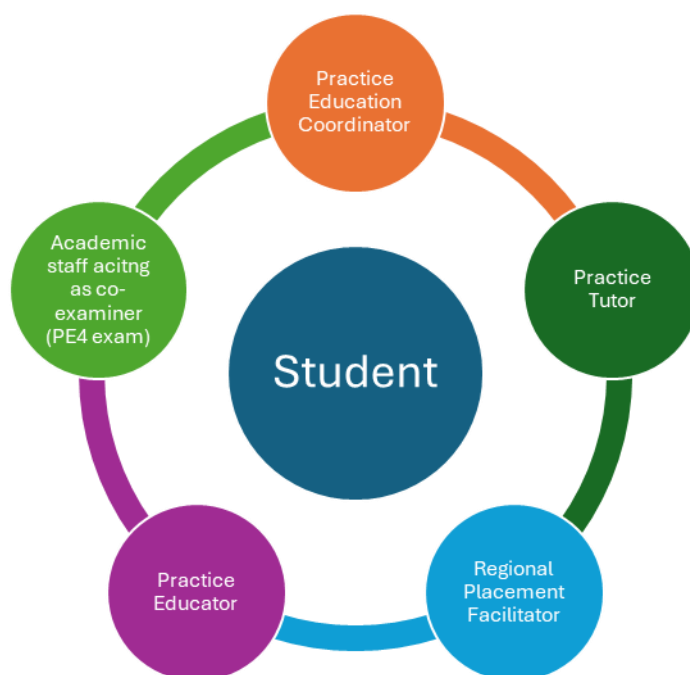 Practice
Education
Coordinator
Academic
staff acitng
as co-
examiner
(PE4 exam)
Practice
Tutor
Student
Practice
Educator
Regional
Placement
Facilitator